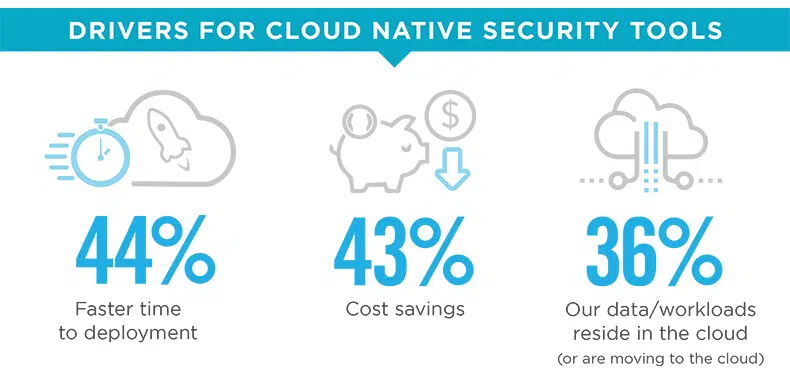 DRIVERS FOR CLOUD NATIVE SECURITY TOOLS
$
44%
Faster time
to deployment
43%
Cost savings
36%
Our data/workloads
reside in the cloud
(or are moving to the cloud)